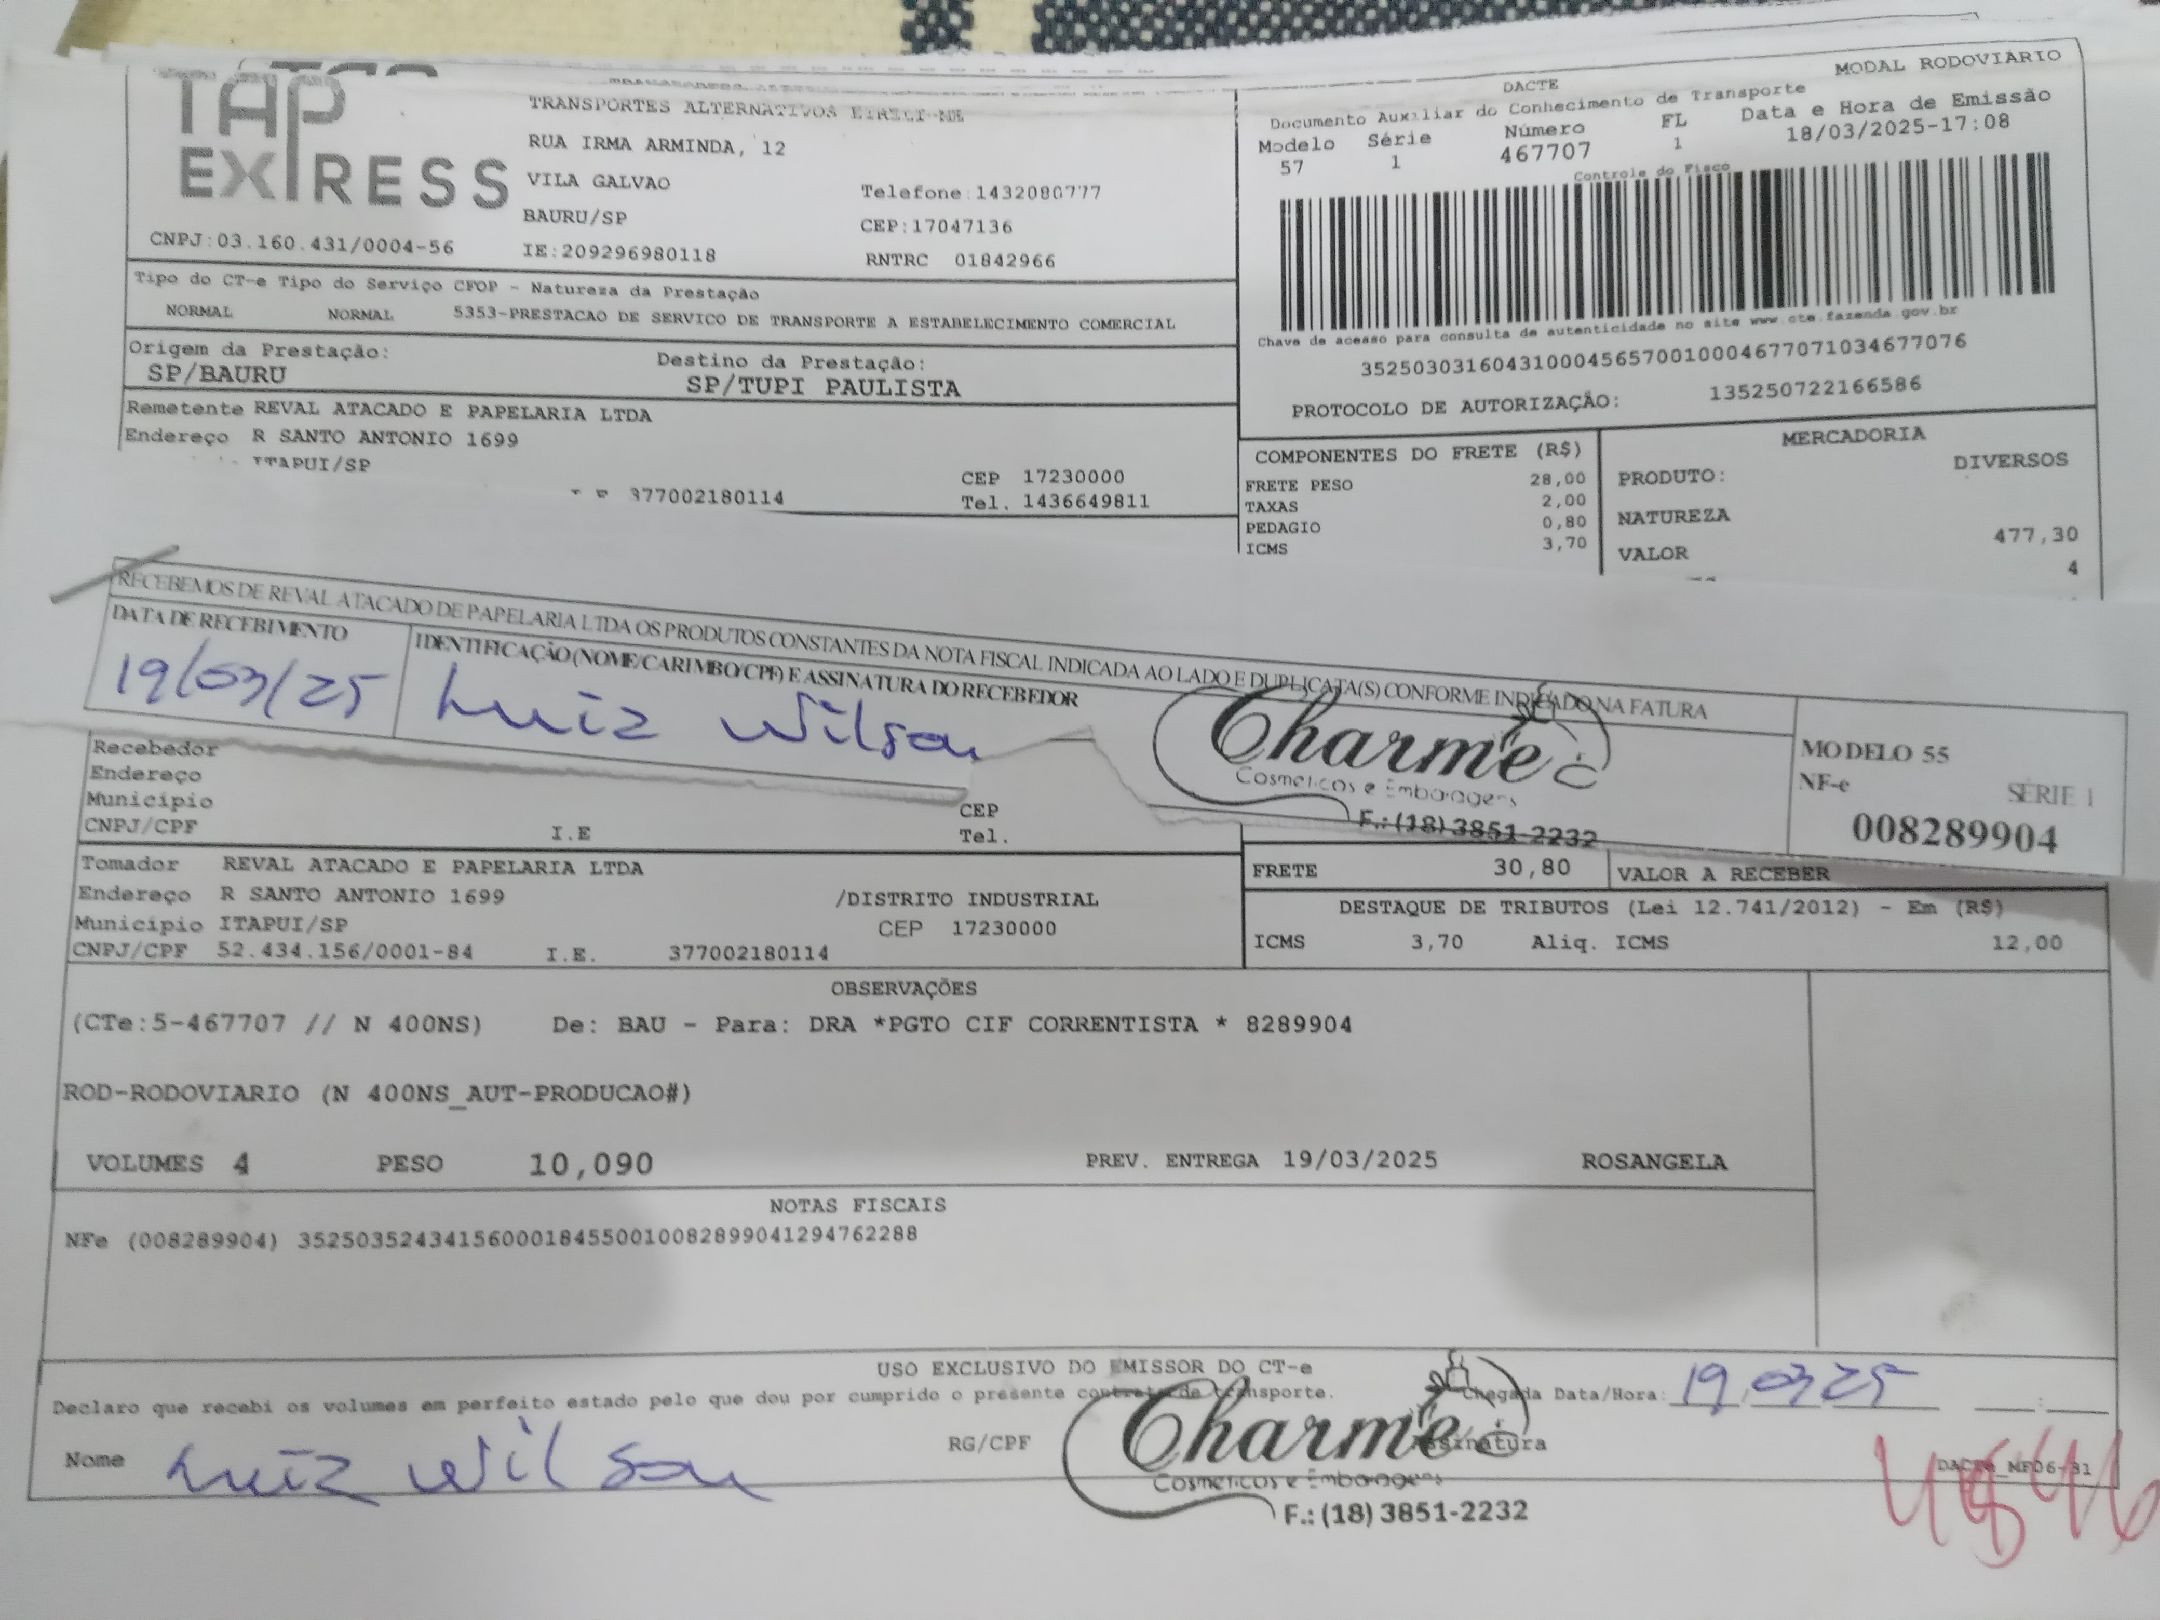 TAP
EXPRESS
TRANSPORTES ALTERNATIVOS EIRELI-ME
RUA IRMA ARMINDA, 12
VILA GALVAO Telefone:1432080777
BAURU/SP CEP:17047136
CNPJ:03.160.431/0004-56 IE:209296980118 RNTRC 01842966
MODAL RODOVIÁRIO
DACTE
Documento Auxiliar do Conhecimento de Transporte
Modelo Série Número FL Data e Hora de Emissão
57 1 467707 1 18/03/2025-17:08
Controle do Fisco
Chave de acesso para consulta de autenticidade no site www.cte.fazenda.gov.br
35250303160431000456570010004677071034677076
PROTOCOLO DE AUTORIZAÇÃO: 135250722166586
Tipo do CT-e Tipo do Serviço CFOP - Natureza da Prestação
NORMAL NORMAL 5353-PRESTACAO DE SERVICO DE TRANSPORTE A ESTABELECIMENTO COMERCIAL
Origem da Prestação: Destino da Prestação:
SP/BAURU SP/TUPI PAULISTA
Remetente REVAL ATACADO E PAPELARIA LTDA
Endereço R SANTO ANTONIO 1699
ITAPUI/SP CEP 17230000
377002180114 Tel. 1436649811
COMPONENTES DO FRETE (R$)
FRETE PESO 28,00
TAXAS 2,00
PEDAGIO 0,80
ICMS 3,70
MERCADORIA
PRODUTO: DIVERSOS
NATUREZA
VALOR 477,30
4
RECEBEMOS DE REVAL ATACADO DE PAPELARIA LTDA OS PRODUTOS CONSTANTES DA NOTA FISCAL INDICADA AO LADO E DUPLICATA(S) CONFORME INDICADO NA FATURA
DATA DE RECEBIMENTO IDENTIFICAÇÃO (NOME/CARIMBO/CPF) E ASSINATURA DO RECEBEDOR
19/03/25 Luiz Wilson
Charme
Cosméticos e Embalagens
F.: (18) 3851-2232
MODELO 55
NF-e SÉRIE 1
008289904
Recebedor
Endereço
Município CEP
CNPJ/CPF I.E Tel.
Tomador REVAL ATACADO E PAPELARIA LTDA
Endereço R SANTO ANTONIO 1699 /DISTRITO INDUSTRIAL
Município ITAPUI/SP CEP 17230000
CNPJ/CPF 52.434.156/0001-84 I.E. 377002180114
FRETE 30,80 VALOR A RECEBER
DESTAQUE DE TRIBUTOS (Lei 12.741/2012) - Em (R$)
ICMS 3,70 Aliq. ICMS 12,00
OBSERVAÇÕES
(CTe:5-467707 // N 400NS) De: BAU - Para: DRA *PGTO CIF CORRENTISTA * 8289904
ROD-RODOVIARIO (N 400NS_AUT-PRODUCAO#)
VOLUMES 4 PESO 10,090 PREV. ENTREGA 19/03/2025 ROSANGELA
NOTAS FISCAIS
NFe (008289904) 35250352434156000184550010082899041294762288
USO EXCLUSIVO DO EMISSOR DO CT-e
Declaro que recebi os volumes em perfeito estado pelo que dou por cumprido o presente contrato de transporte. Chegada Data/Hora: 19 03 25 :
Nome Luiz Wilson RG/CPF Assinatura
Charme
Cosméticos e Embalagens
F.: (18) 3851-2232